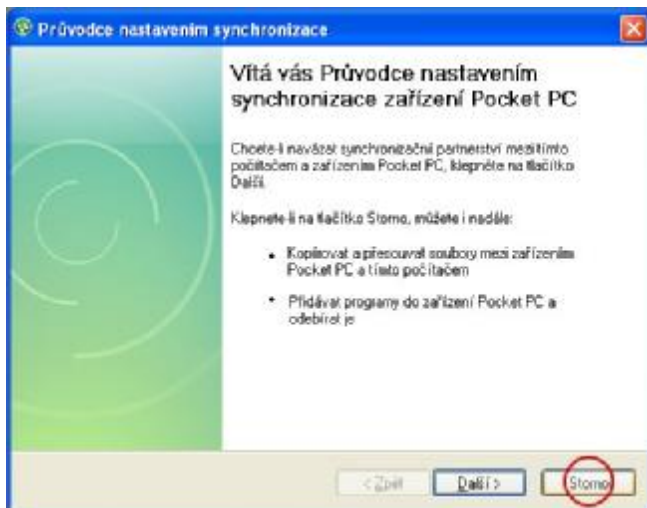 Průvodce nastavením synchronizace
Vítá vás Průvodce nastavením
synchronizace zařízení Pocket PC
Chcete-li navázat synchronizační partnerství mezi tímto
počítačem a zařízením Pocket PC, klepněte na tlačítko
Další.
Klepnete-li na tlačítko Storno, můžete i nadále:
• Kopírovat a přesouvat soubory mezi zařízením
Pocket PC a tímto počítačem
• Přidávat programy do zařízení Pocket PC a
odebírat je
< Zpět Další > Storno